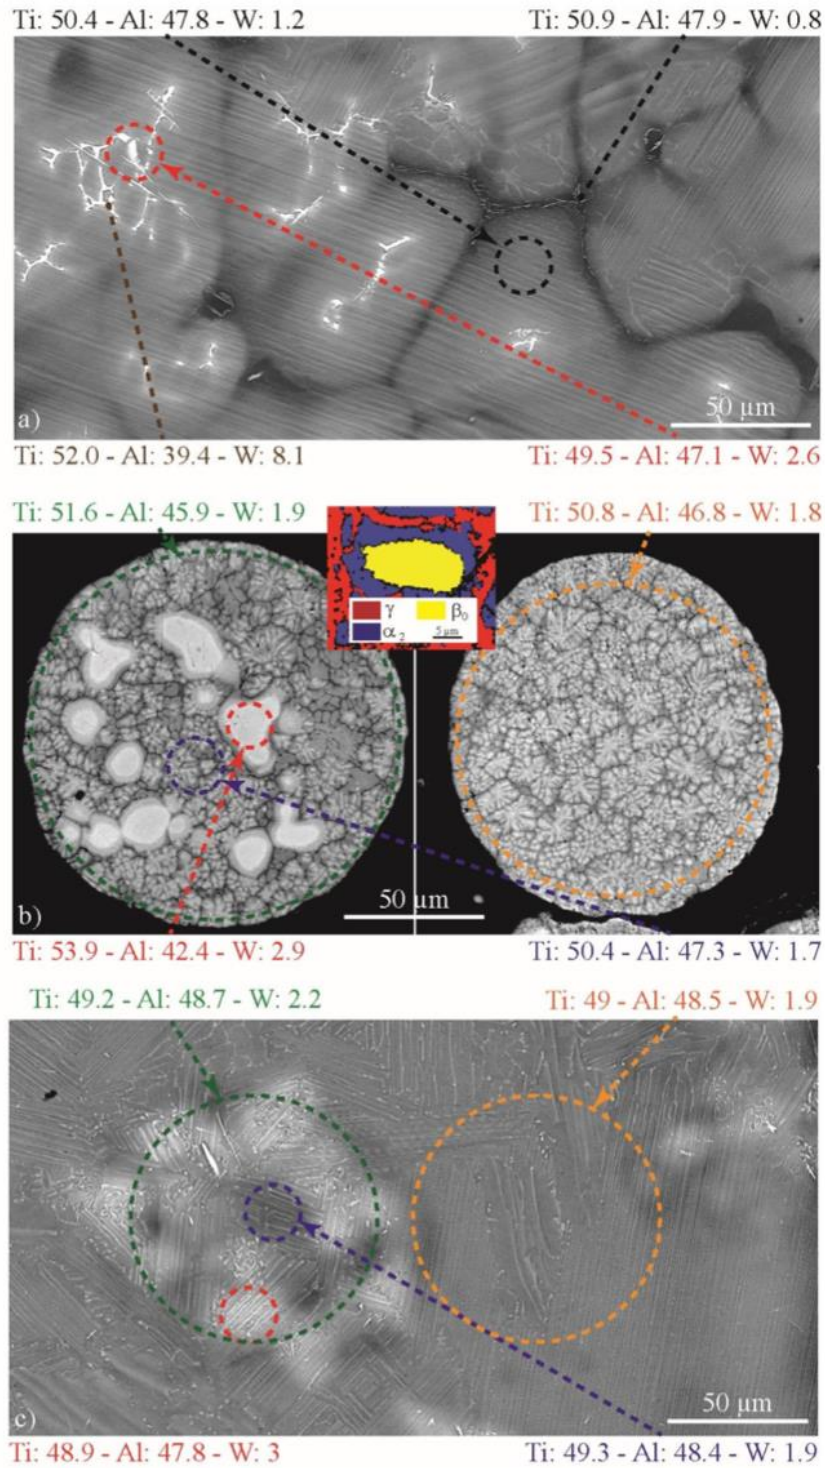 Ti: 50.4 - Al: 47.8 - W: 1.2 Ti: 50.9 - Al: 47.9 - W: 0.8
50 µm
a)
Ti: 52.0 - Al: 39.4 - W: 8.1 Ti: 49.5 - Al: 47.1 - W: 2.6
Ti: 51.6 - Al: 45.9 - W: 1.9 Ti: 50.8 - Al: 46.8 - W: 1.8
γ β₀
α₂ 5 µm
b) 50 µm
Ti: 53.9 - Al: 42.4 - W: 2.9 Ti: 50.4 - Al: 47.3 - W: 1.7
Ti: 49.2 - Al: 48.7 - W: 2.2 Ti: 49 - Al: 48.5 - W: 1.9
50 µm
c)
Ti: 48.9 - Al: 47.8 - W: 3 Ti: 49.3 - Al: 48.4 - W: 1.9